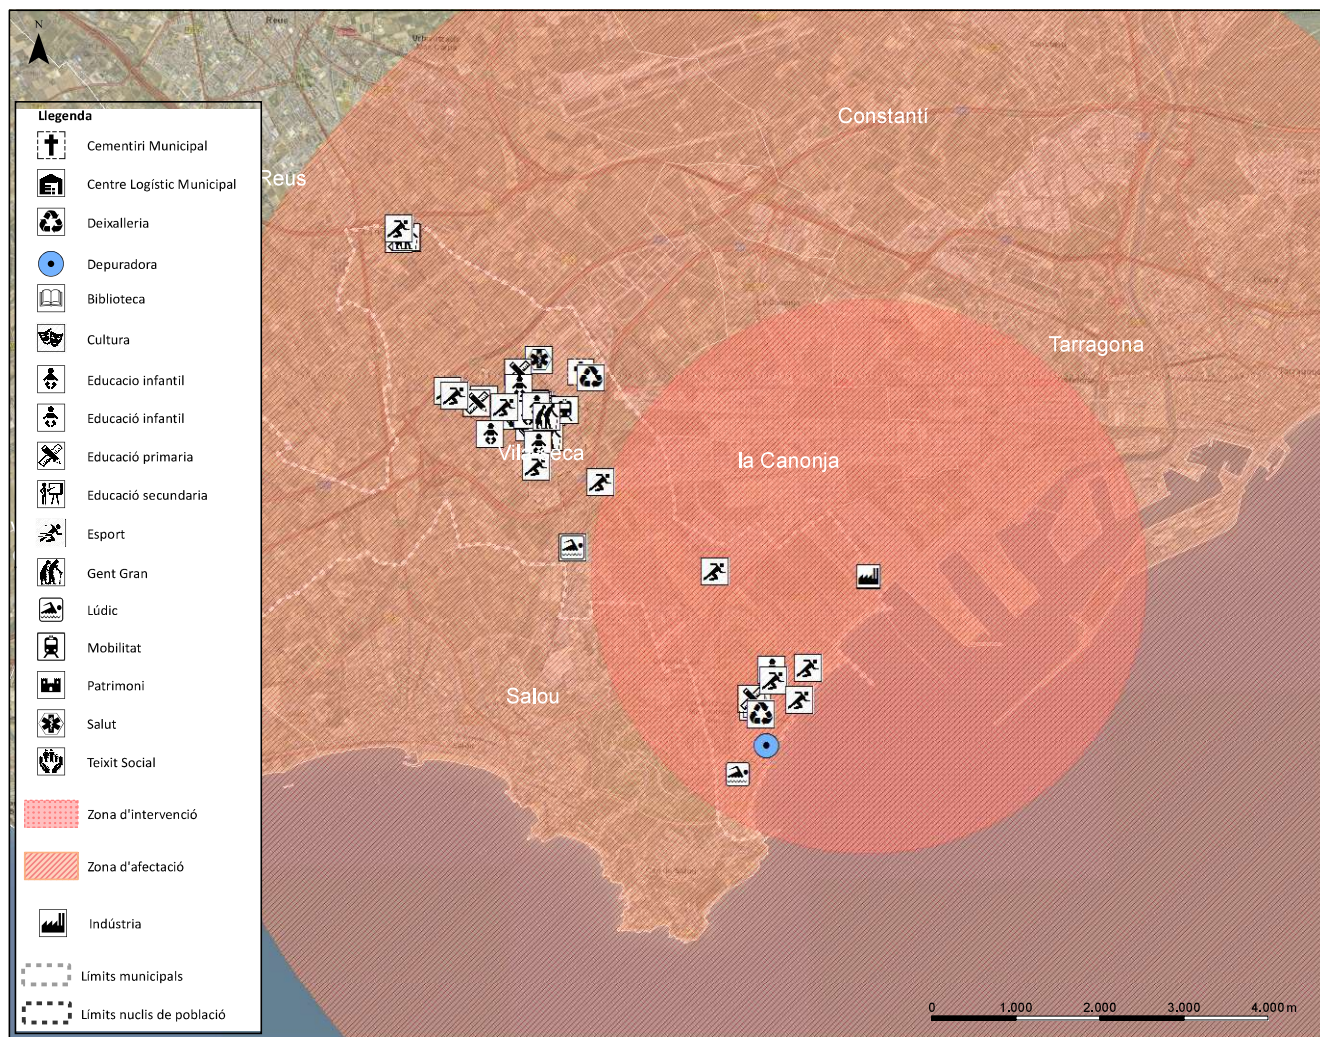 N
Reus
Constantí
Reus
Tarragona
la Canonja
Salou
Llegenda
Cementiri Municipal
Centre Logístic Municipal
Deixalleria
Depuradora
Biblioteca
Cultura
Educacio infantil
Educació infantil
Educació primaria
Educació secundaria
Esport
Gent Gran
Lúdic
Mobilitat
Patrimoni
Salut
Teixit Social
Zona d'intervenció
Zona d'afectació
Indústria
Límits municipals
Límits nuclis de població
0 1.000 2.000 3.000 4.000 m